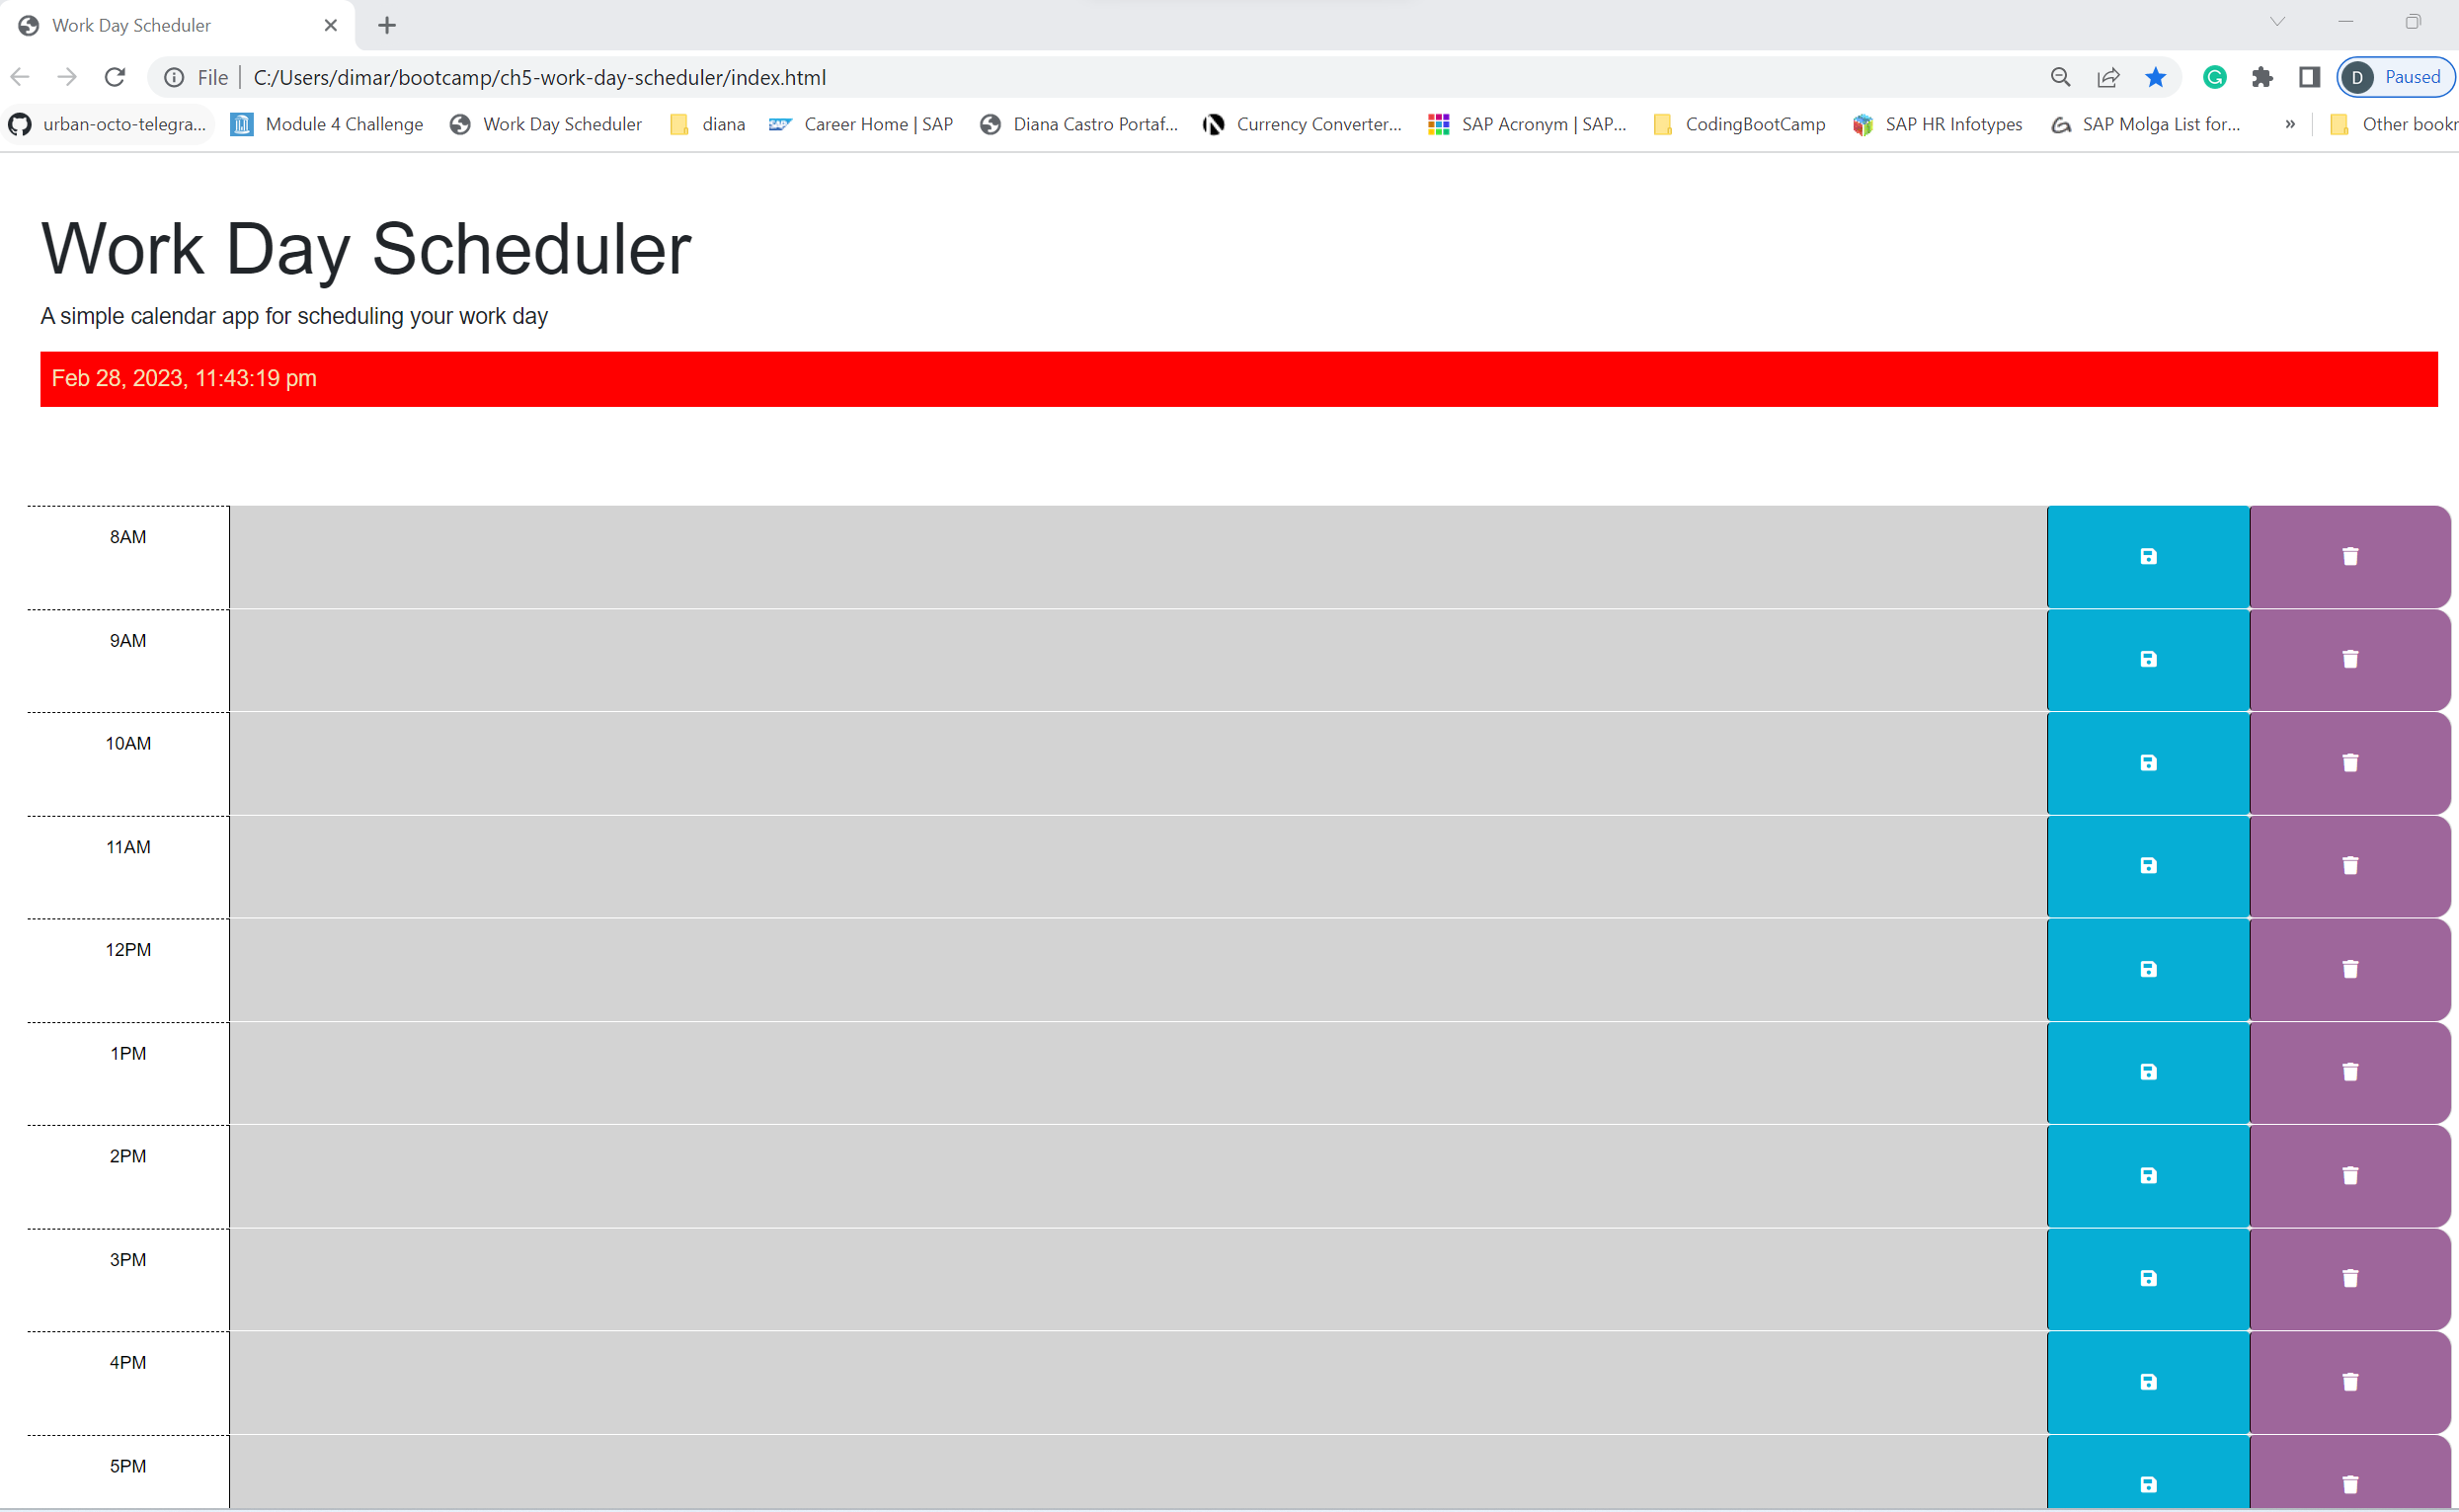 Work Day Scheduler
File C:/Users/dimar/bootcamp/ch5-work-day-scheduler/index.html D Paused
urban-octo-telegra... Module 4 Challenge Work Day Scheduler diana SAP Career Home | SAP Diana Castro Portaf... Currency Converter... SAP Acronym | SAP... CodingBootCamp SAP HR Infotypes SAP Molga List for... » Other bookr
Work Day Scheduler
A simple calendar app for scheduling your work day
Feb 28, 2023, 11:43:19 pm
8AM
9AM
10AM
11AM
12PM
1PM
2PM
3PM
4PM
5PM